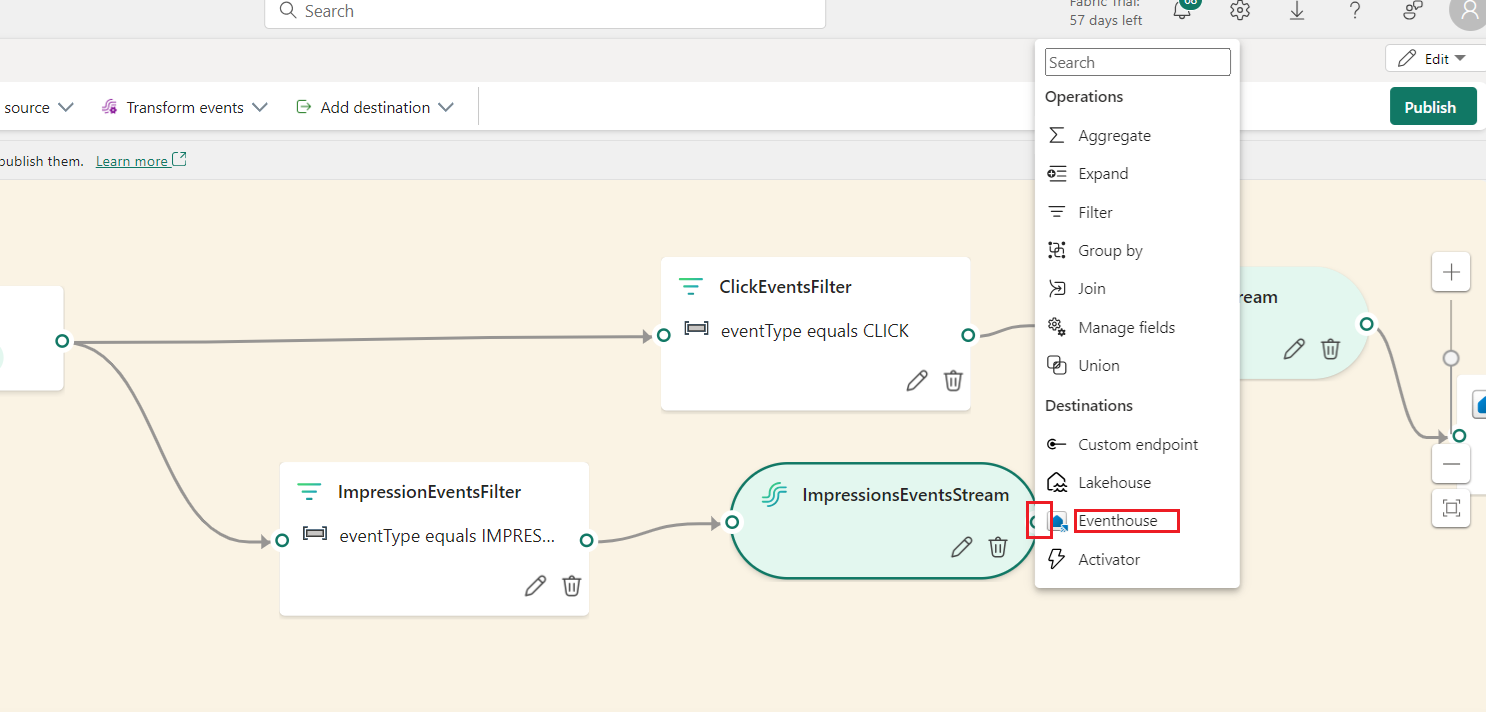 Search
Fabric Trial:
57 days left
Search
Edit
source
Transform events
Add destination
Publish
Operations
publish them. Learn more
Aggregate
Expand
Filter
Group by
Join
Manage fields
Union
Destinations
Custom endpoint
Lakehouse
Eventhouse
Activator
ClickEventsFilter
eventType equals CLICK
ream
ImpressionEventsFilter
eventType equals IMPRES...
ImpressionsEventsStream